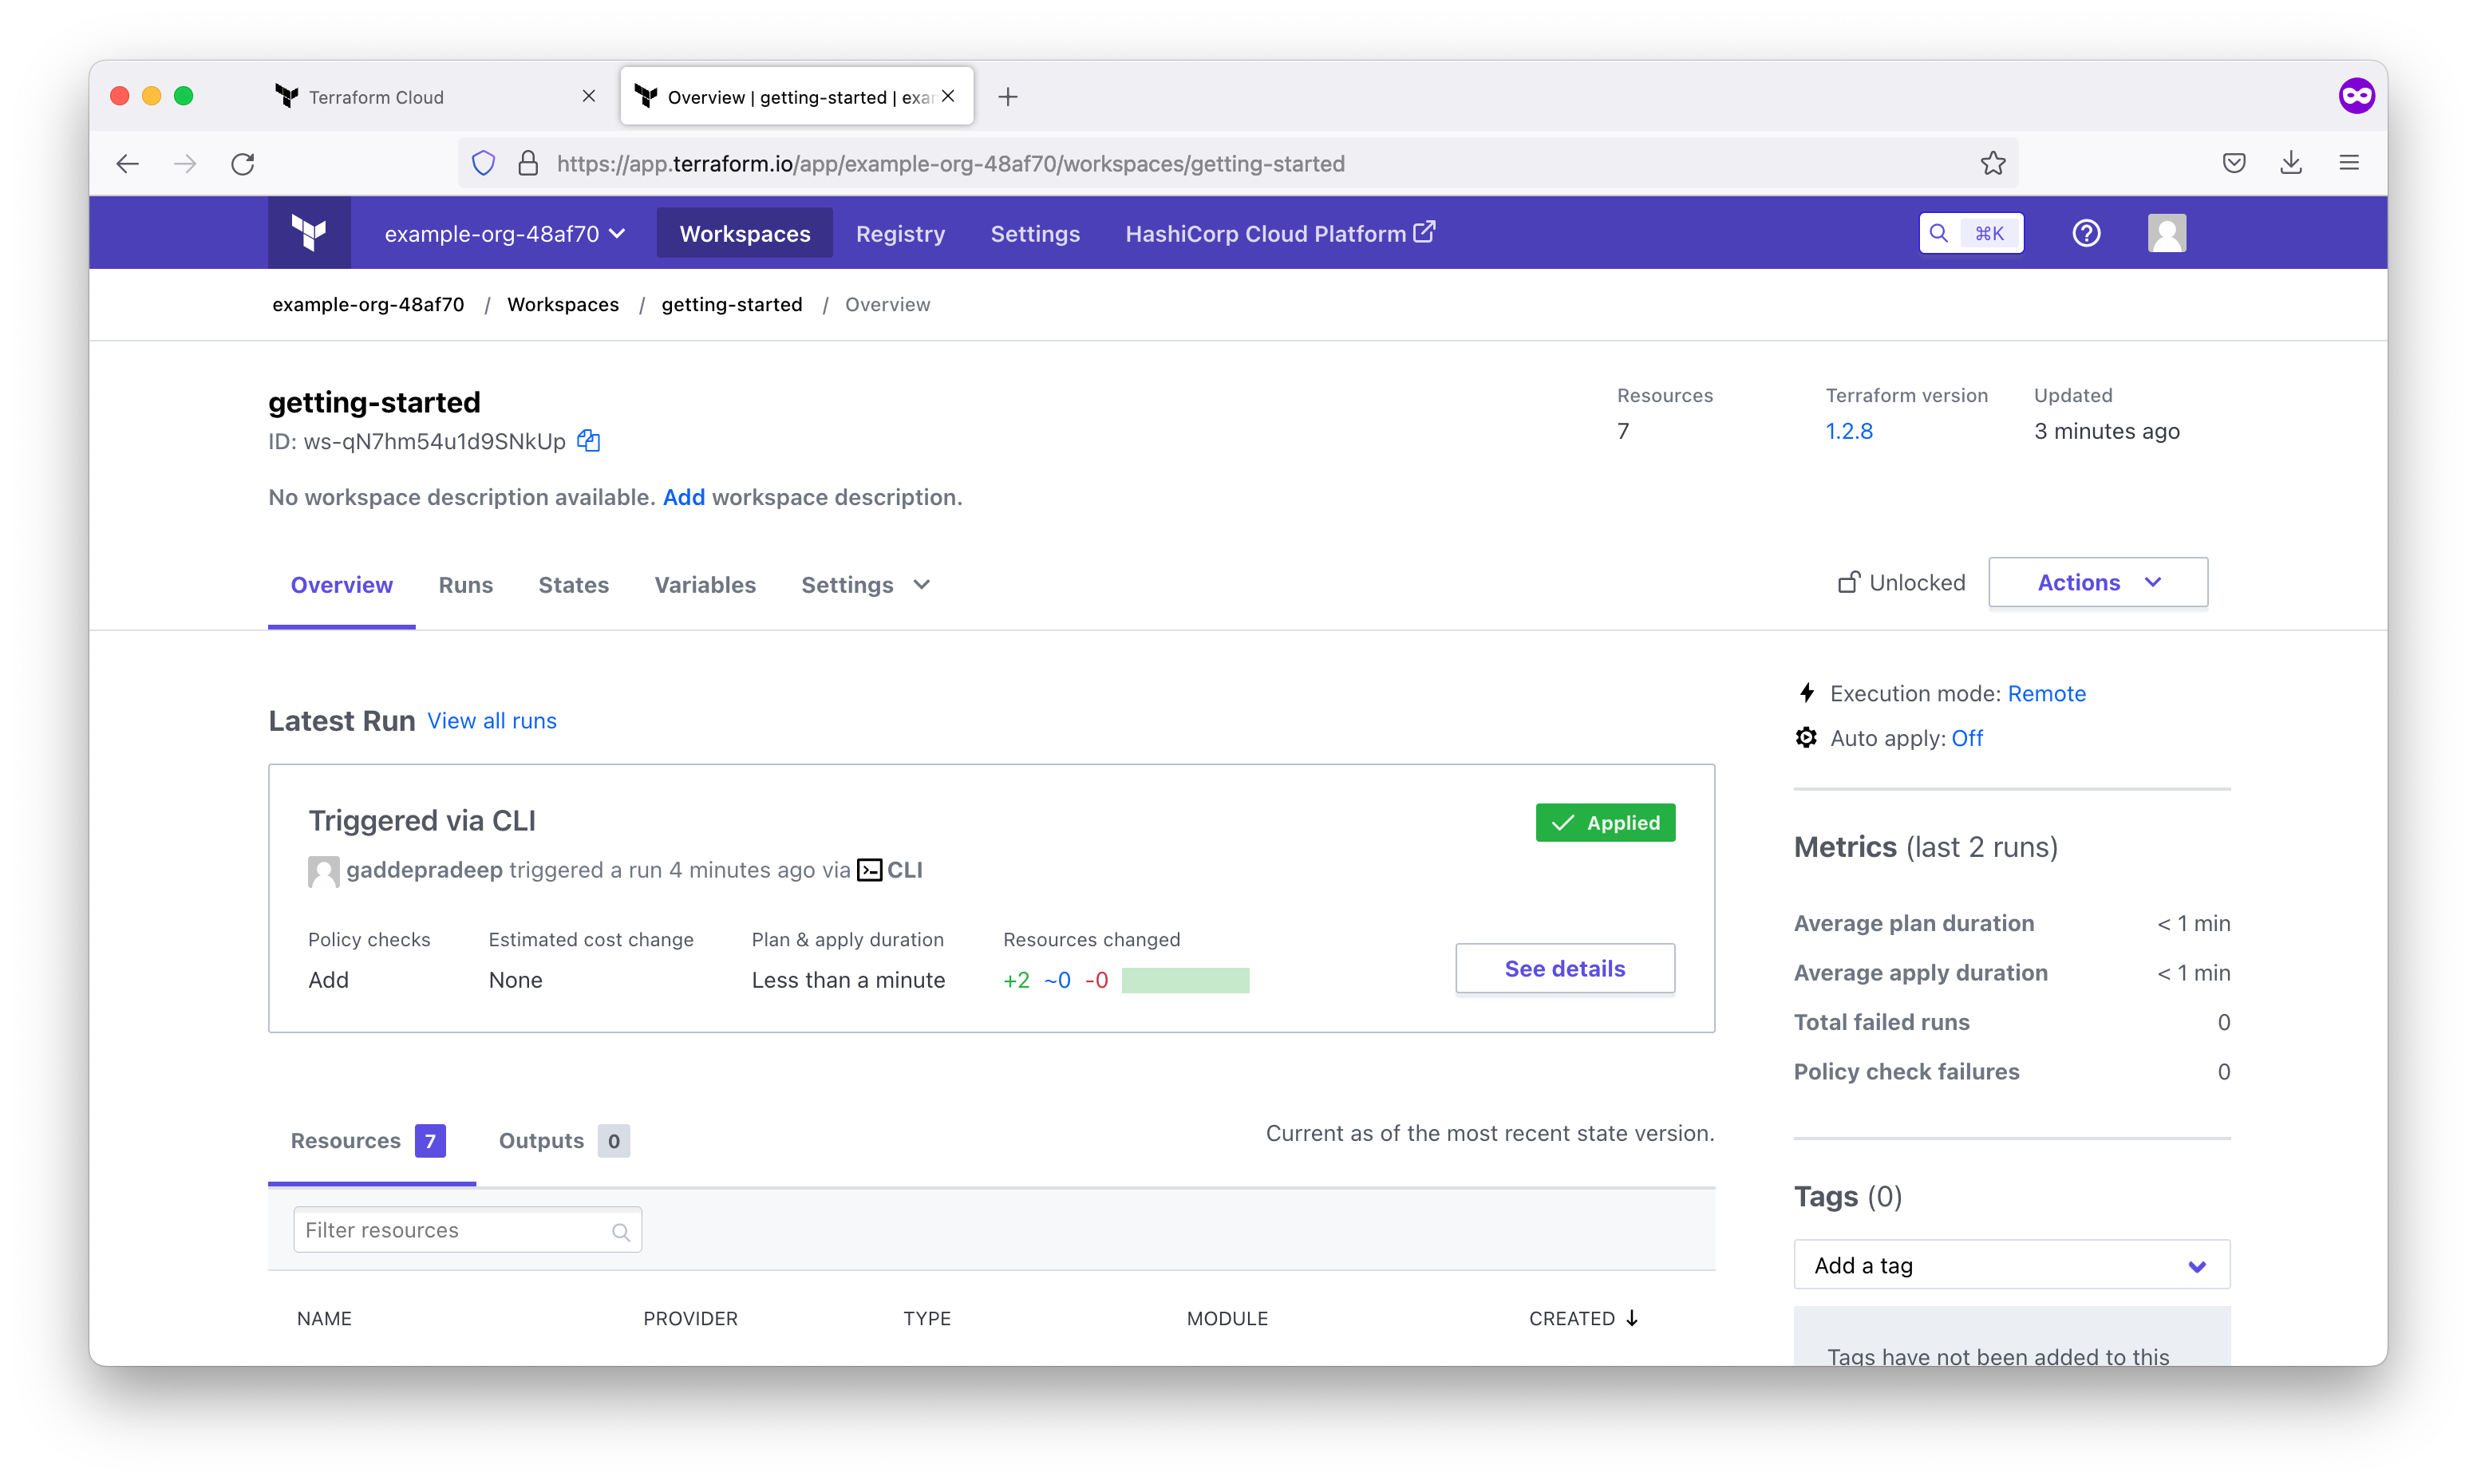 Terraform Cloud
Overview | getting-started | exa
https://app.terraform.io/app/example-org-48af70/workspaces/getting-started
example-org-48af70 Workspaces Registry Settings HashiCorp Cloud Platform ⌘K
example-org-48af70 / Workspaces / getting-started / Overview
getting-started
ID: ws-qN7hm54u1d9SNkUp
No workspace description available. Add workspace description.
Resources Terraform version Updated
7 1.2.8 3 minutes ago
Overview Runs States Variables Settings
Unlocked Actions
Latest Run View all runs
Triggered via CLI
Applied
gaddepradeep triggered a run 4 minutes ago via CLI
Policy checks Estimated cost change Plan & apply duration Resources changed
Add None Less than a minute +2 ~0 -0
See details
Resources 7 Outputs 0
Current as of the most recent state version.
Filter resources
NAME PROVIDER TYPE MODULE CREATED
Execution mode: Remote
Auto apply: Off
Metrics (last 2 runs)
Average plan duration < 1 min
Average apply duration < 1 min
Total failed runs 0
Policy check failures 0
Tags (0)
Add a tag
Tags have not been added to this